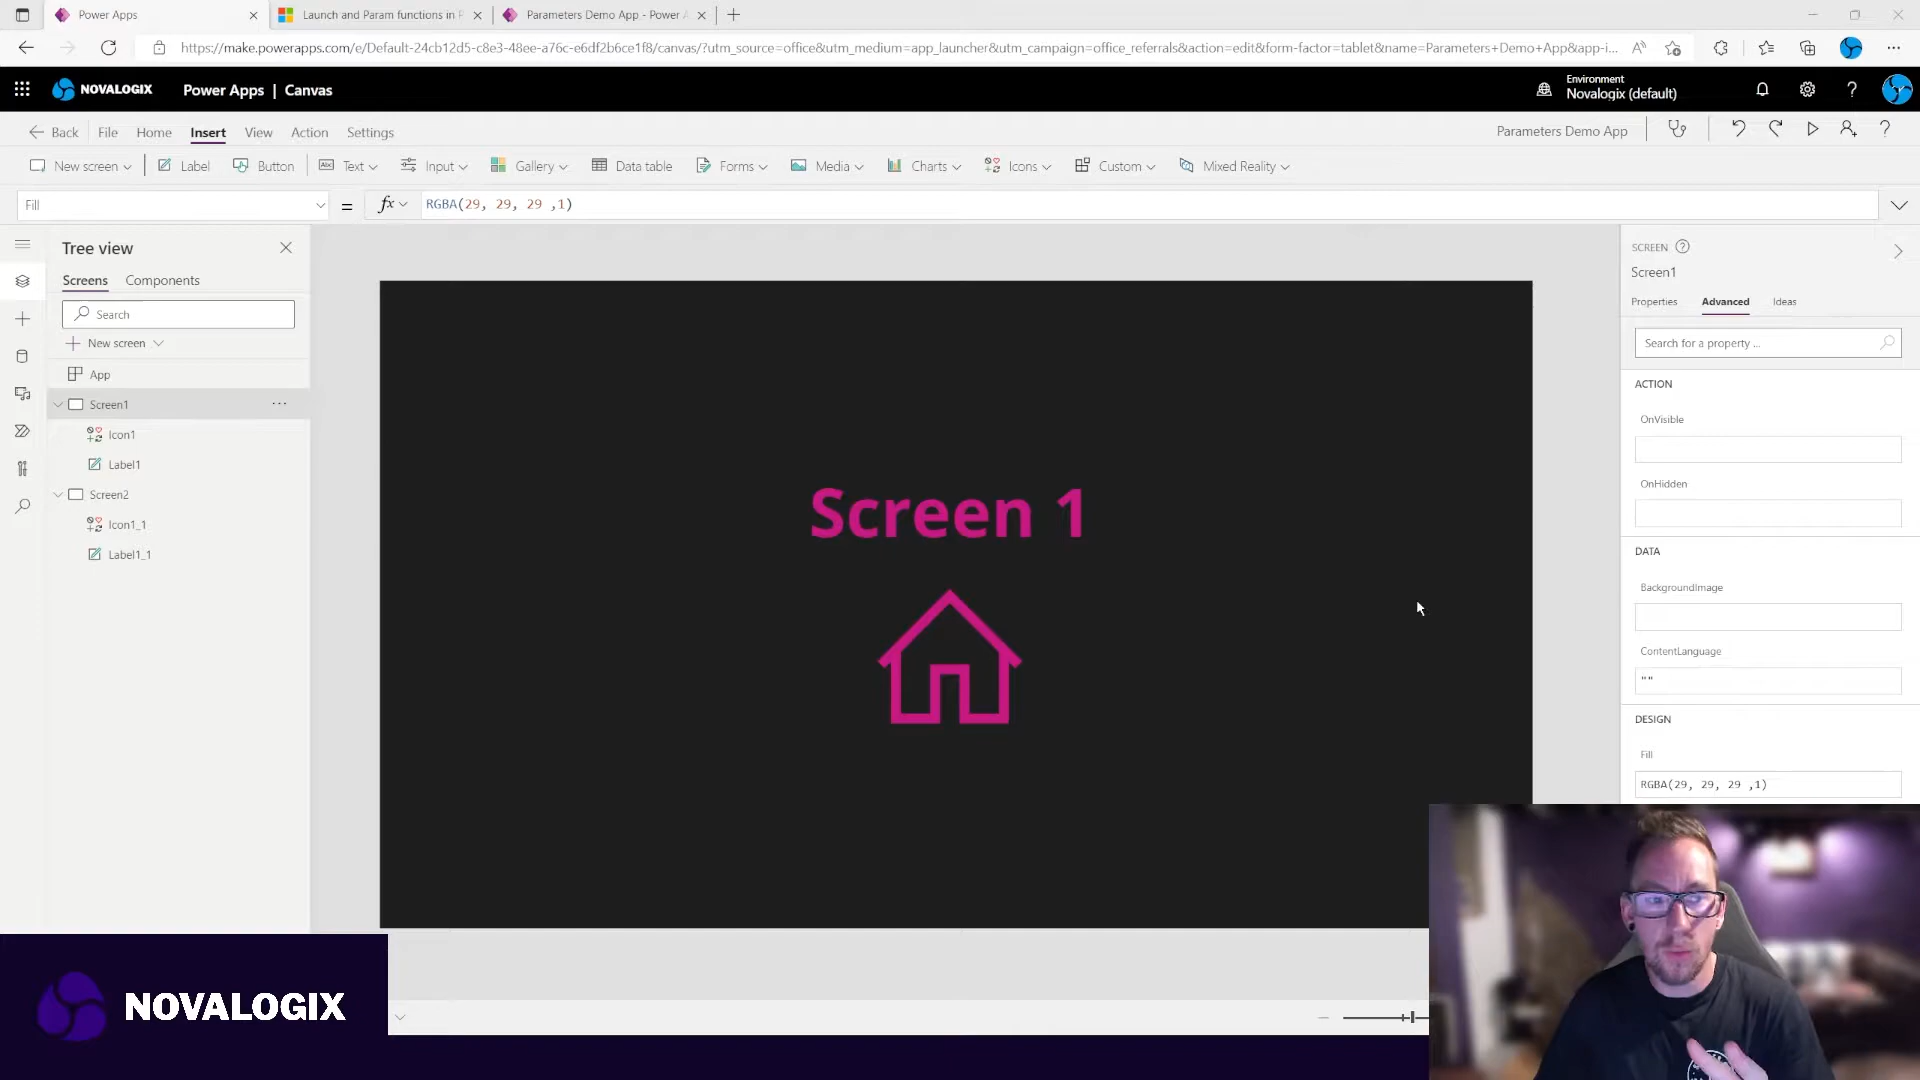 Power Apps
Launch and Param functions in P
Parameters Demo App - Power A
https://make.powerapps.com/e/Default-24cb12d5-c8e3-48ee-a76c-e6df2b6ce1f8/canvas/?utm_source=office&utm_medium=app_launcher&utm_campaign=office_referrals&action=edit&form-factor=tablet&name=Parameters+Demo+App&app-i...
NOVALOGIX
Power Apps | Canvas
Environment
Novalogix (default)
Back File Home Insert View Action Settings
Parameters Demo App
New screen Label Button Text Input Gallery Data table Forms Media Charts Icons Custom Mixed Reality
Fill = fx RGBA(29, 29, 29 ,1)
Tree view
Screens Components
Search
New screen
App
Screen1
Icon1
Label1
Screen2
Icon1_1
Label1_1
Screen 1
SCREEN
Screen1
Properties Advanced Ideas
Search for a property ...
ACTION
OnVisible
OnHidden
DATA
BackgroundImage
ContentLanguage
""
DESIGN
Fill
RGBA(29, 29, 29 ,1)
NOVALOGIX